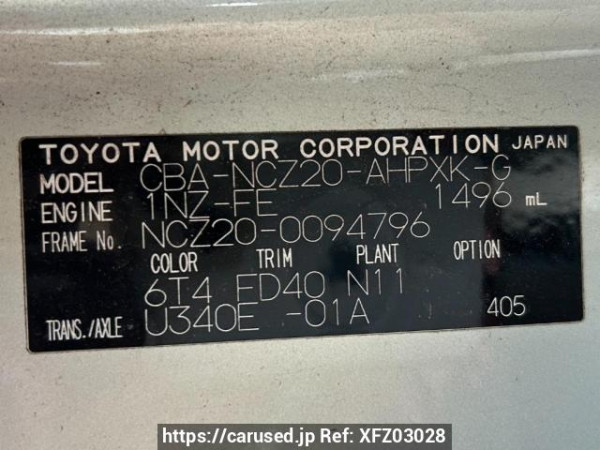 TOYOTA MOTOR CORPORATION JAPAN
MODEL CBA-NCZ20-AHPXK-G
ENGINE 1NZ-FE 1496 mL
FRAME No. NCZ20-0094796
COLOR TRIM PLANT OPTION
6T4 FD40 N11
TRANS./AXLE U340E -01A 405
https://carused.jp Ref: XFZ03028